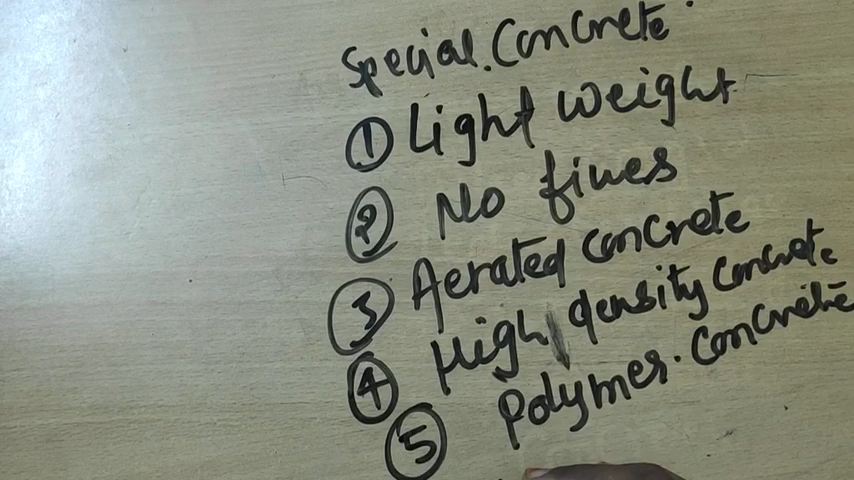 Special. Concrete
① Light weight
② No fines
③ Aerated concrete
④ High density concrete
⑤ Polymer. concrete